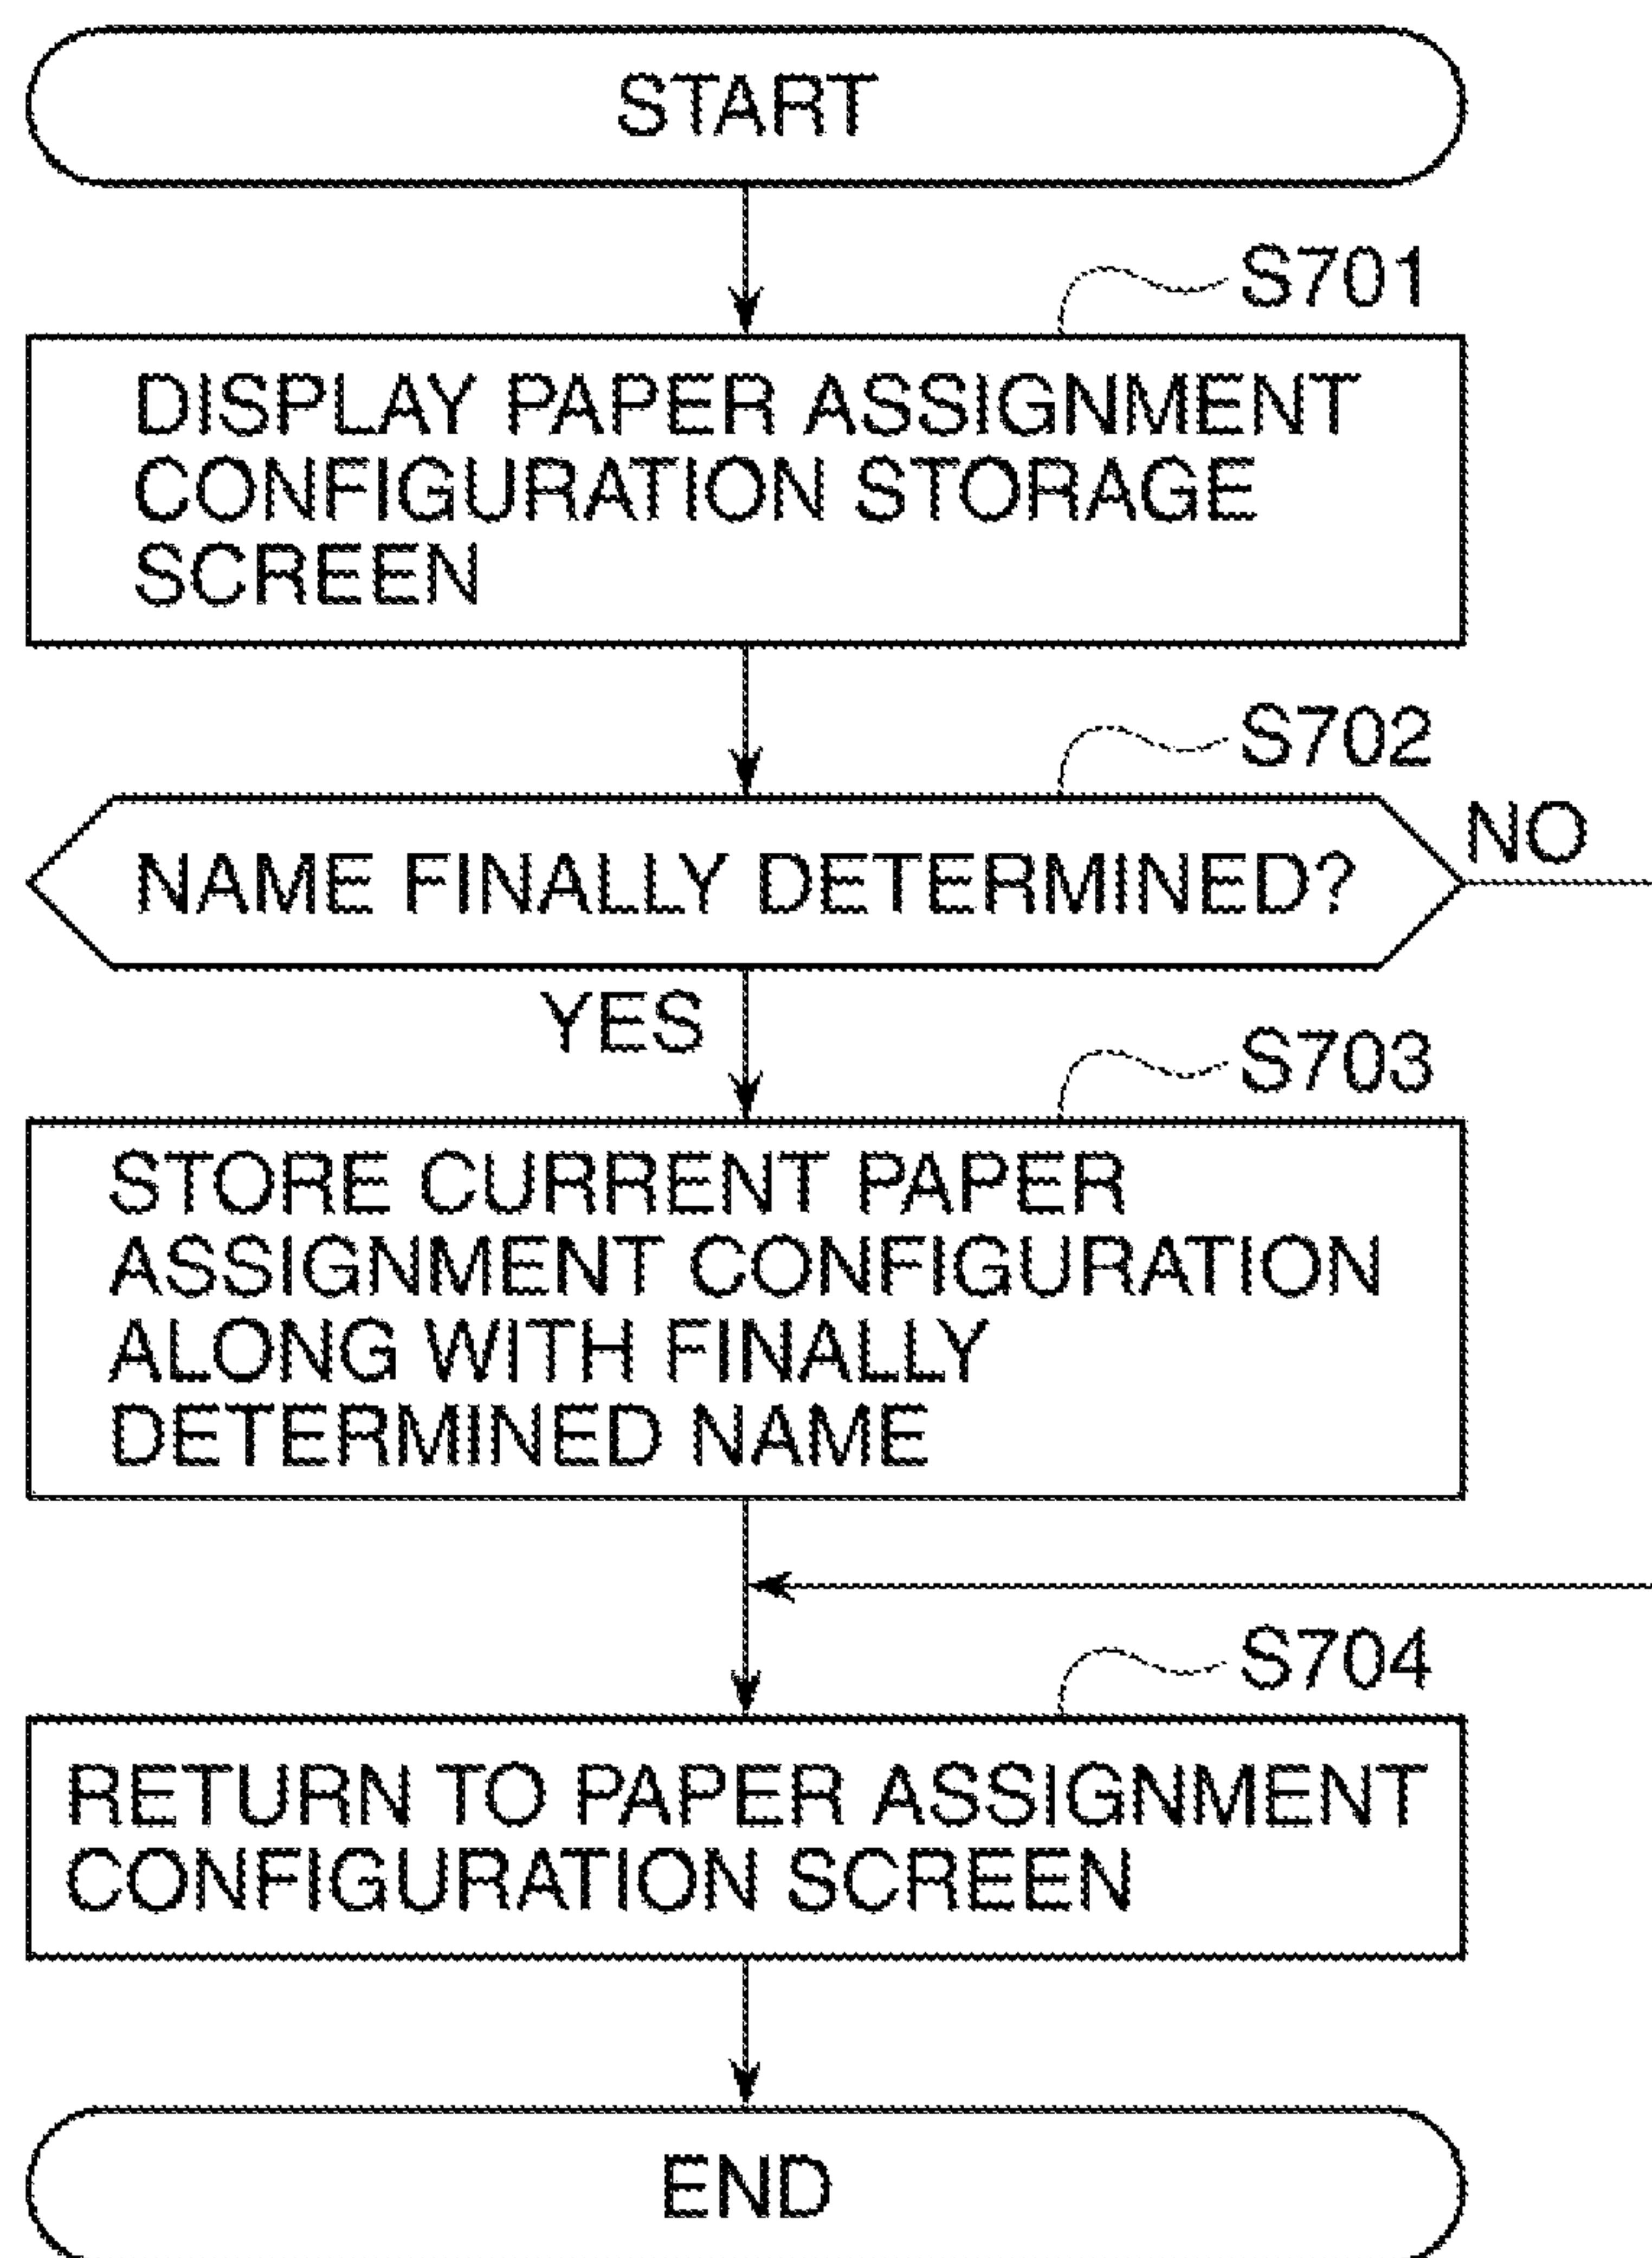 START
S701
DISPLAY PAPER ASSIGNMENT
CONFIGURATION STORAGE
SCREEN
S702
NAME FINALLY DETERMINED?
NO
YES
S703
STORE CURRENT PAPER
ASSIGNMENT CONFIGURATION
ALONG WITH FINALLY
DETERMINED NAME
S704
RETURN TO PAPER ASSIGNMENT
CONFIGURATION SCREEN
END